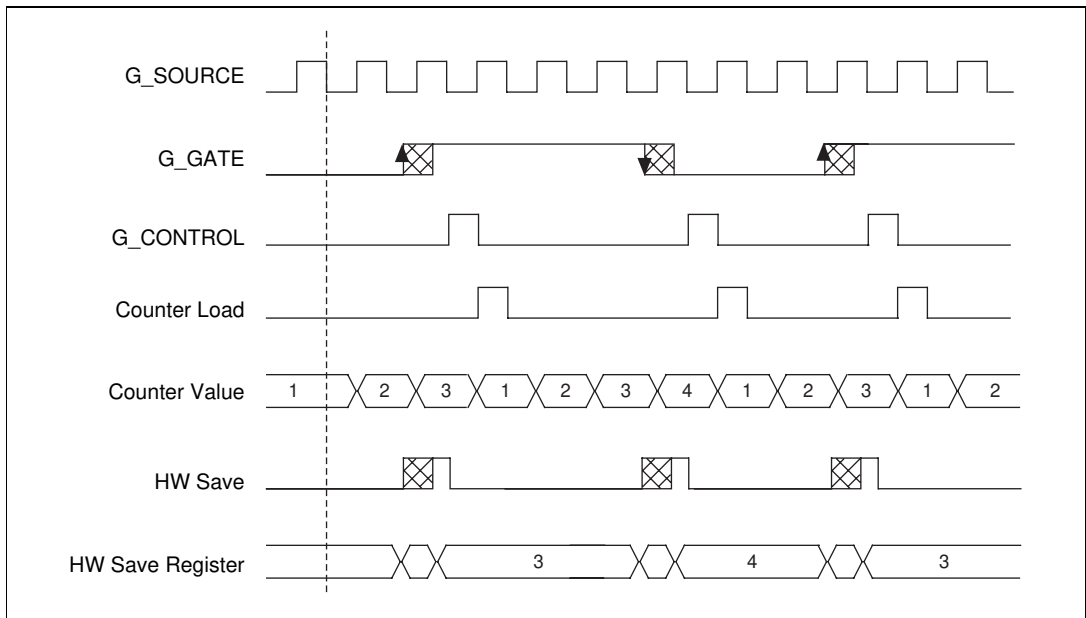 G_SOURCE
G_GATE
G_CONTROL
Counter Load
Counter Value 1 2 3 1 2 3 4 1 2 3 1 2
HW Save
HW Save Register 3 4 3